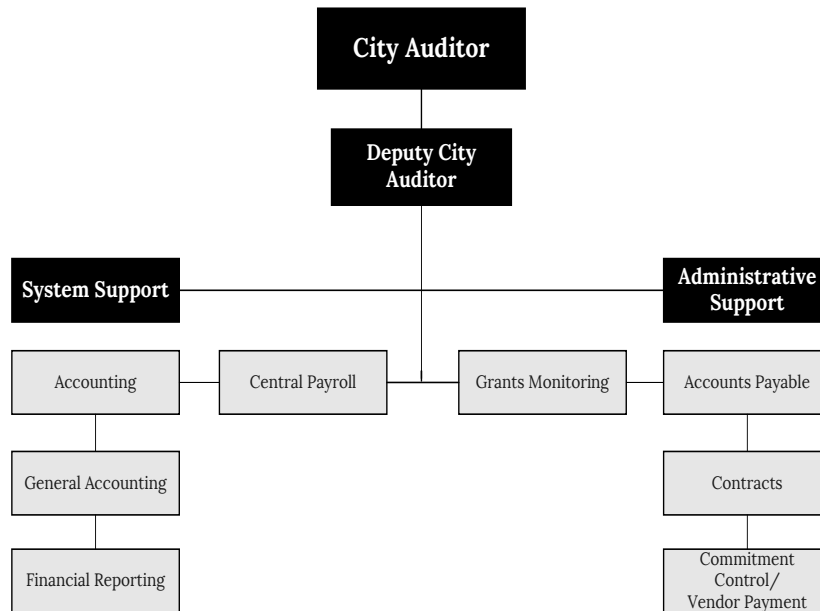 City Auditor
Deputy City
Auditor
System Support
Administrative
Support
Accounting
Central Payroll
Grants Monitoring
Accounts Payable
General Accounting
Contracts
Financial Reporting
Commitment
Control/
Vendor Payment